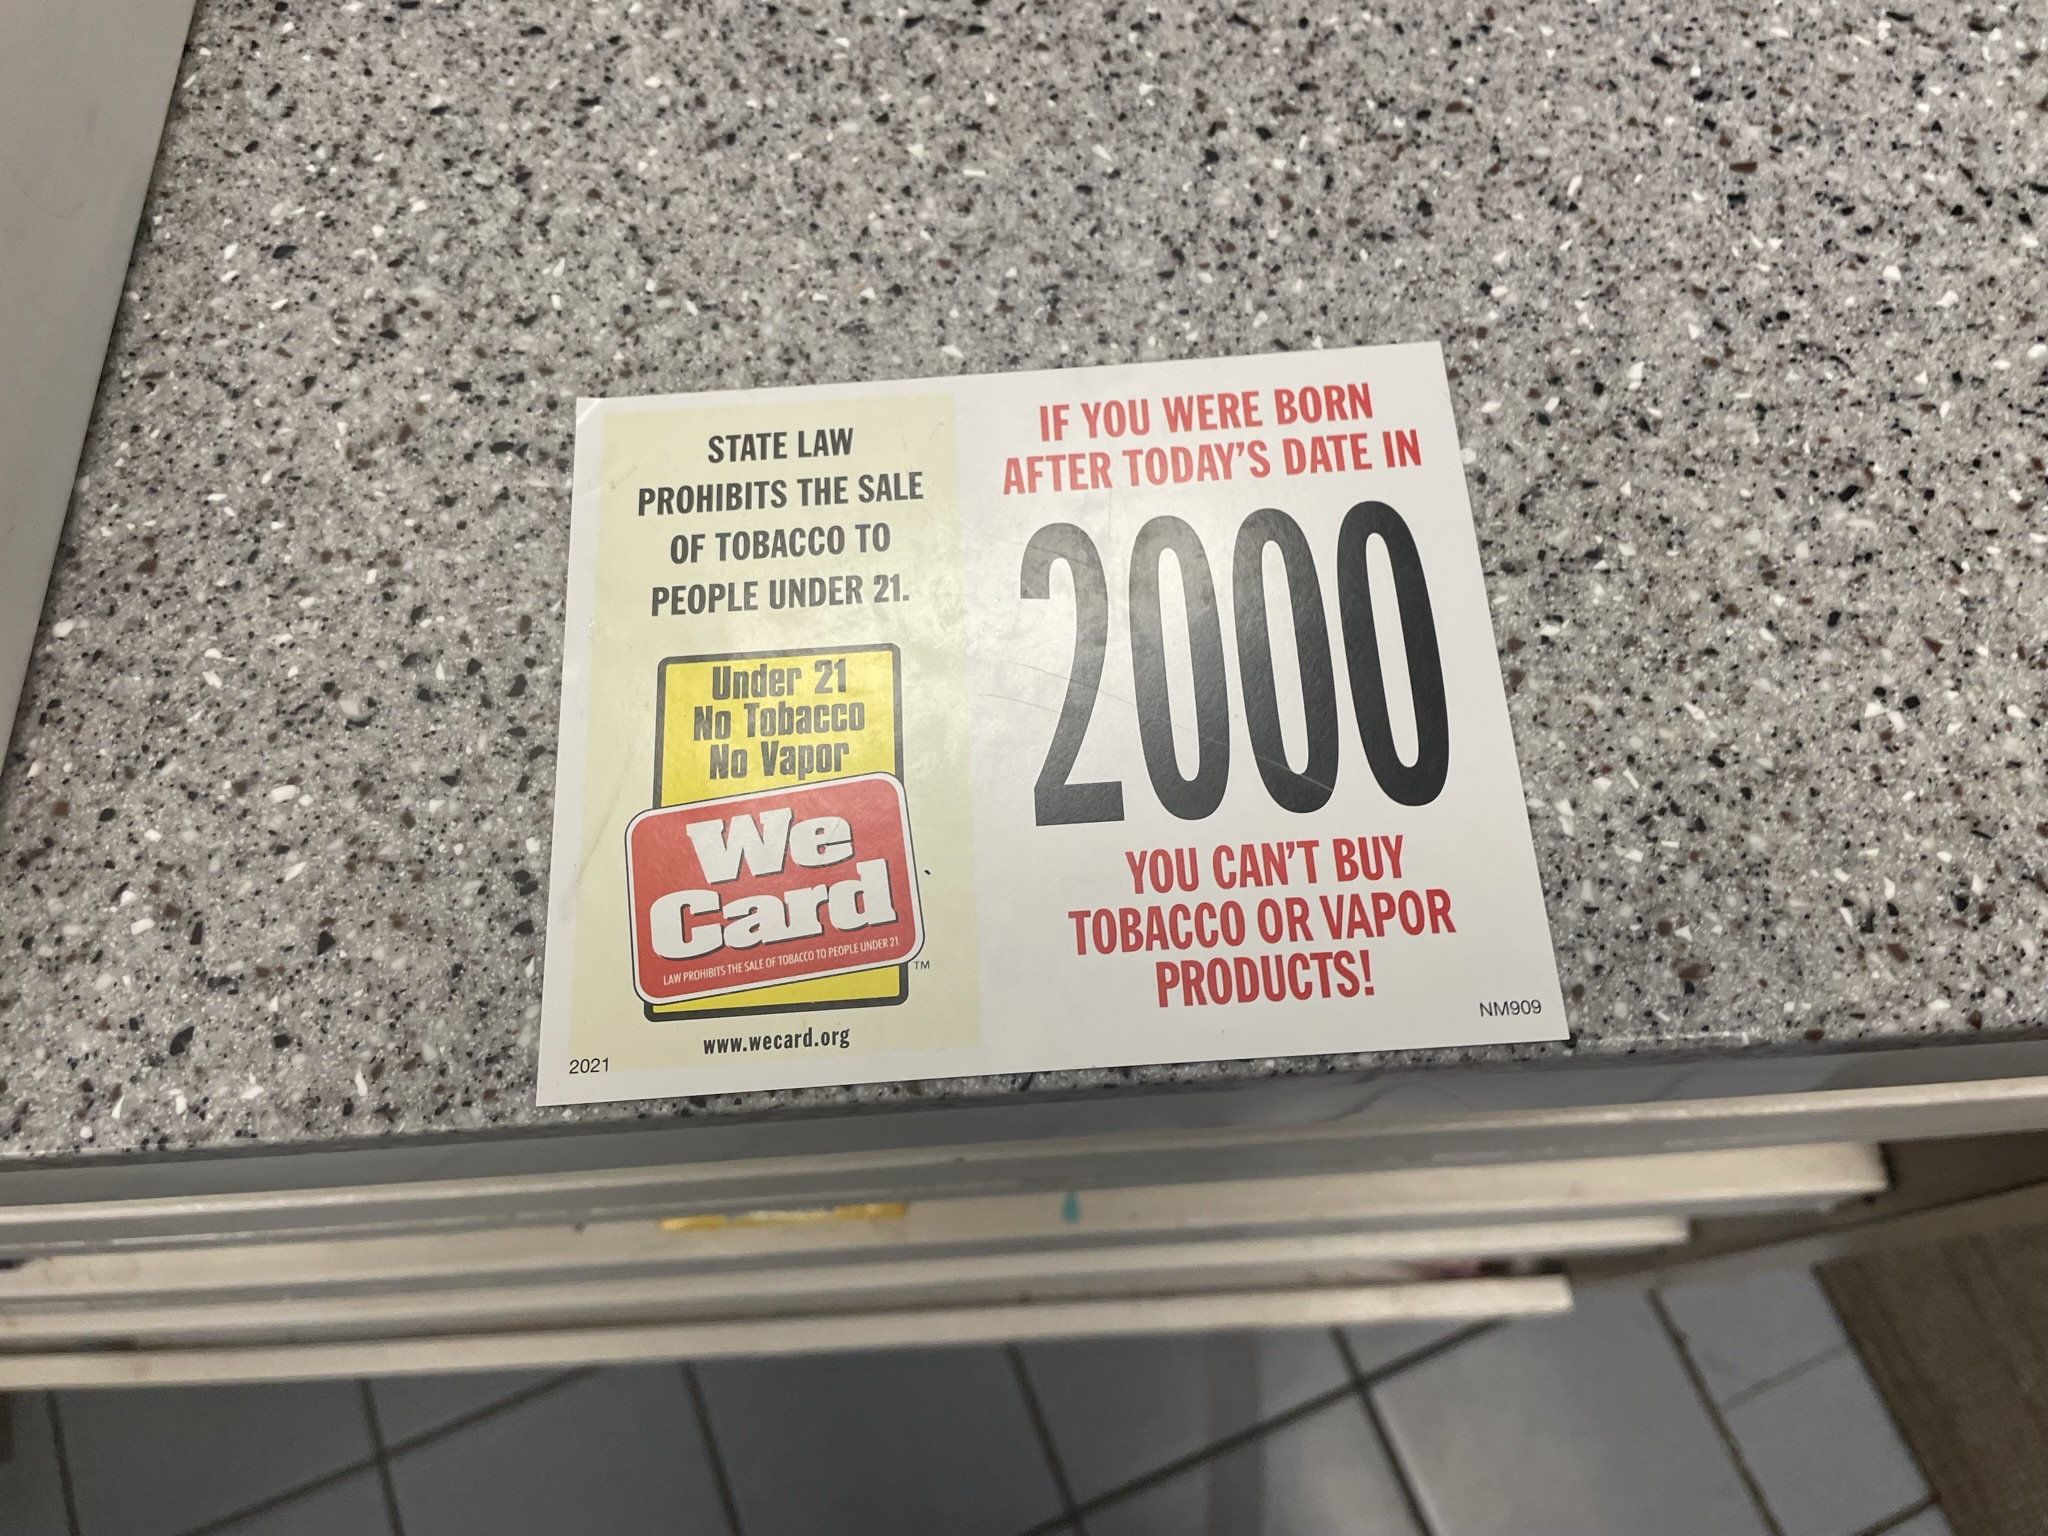 STATE LAW
PROHIBITS THE SALE
OF TOBACCO TO
PEOPLE UNDER 21.
Under 21
No Tobacco
No Vapor
We
Card
LAW PROHIBITS THE SALE OF TOBACCO TO PEOPLE UNDER 21
TM
www.wecard.org
2021
IF YOU WERE BORN
AFTER TODAY'S DATE IN
2000
YOU CAN'T BUY
TOBACCO OR VAPOR
PRODUCTS!
NM909